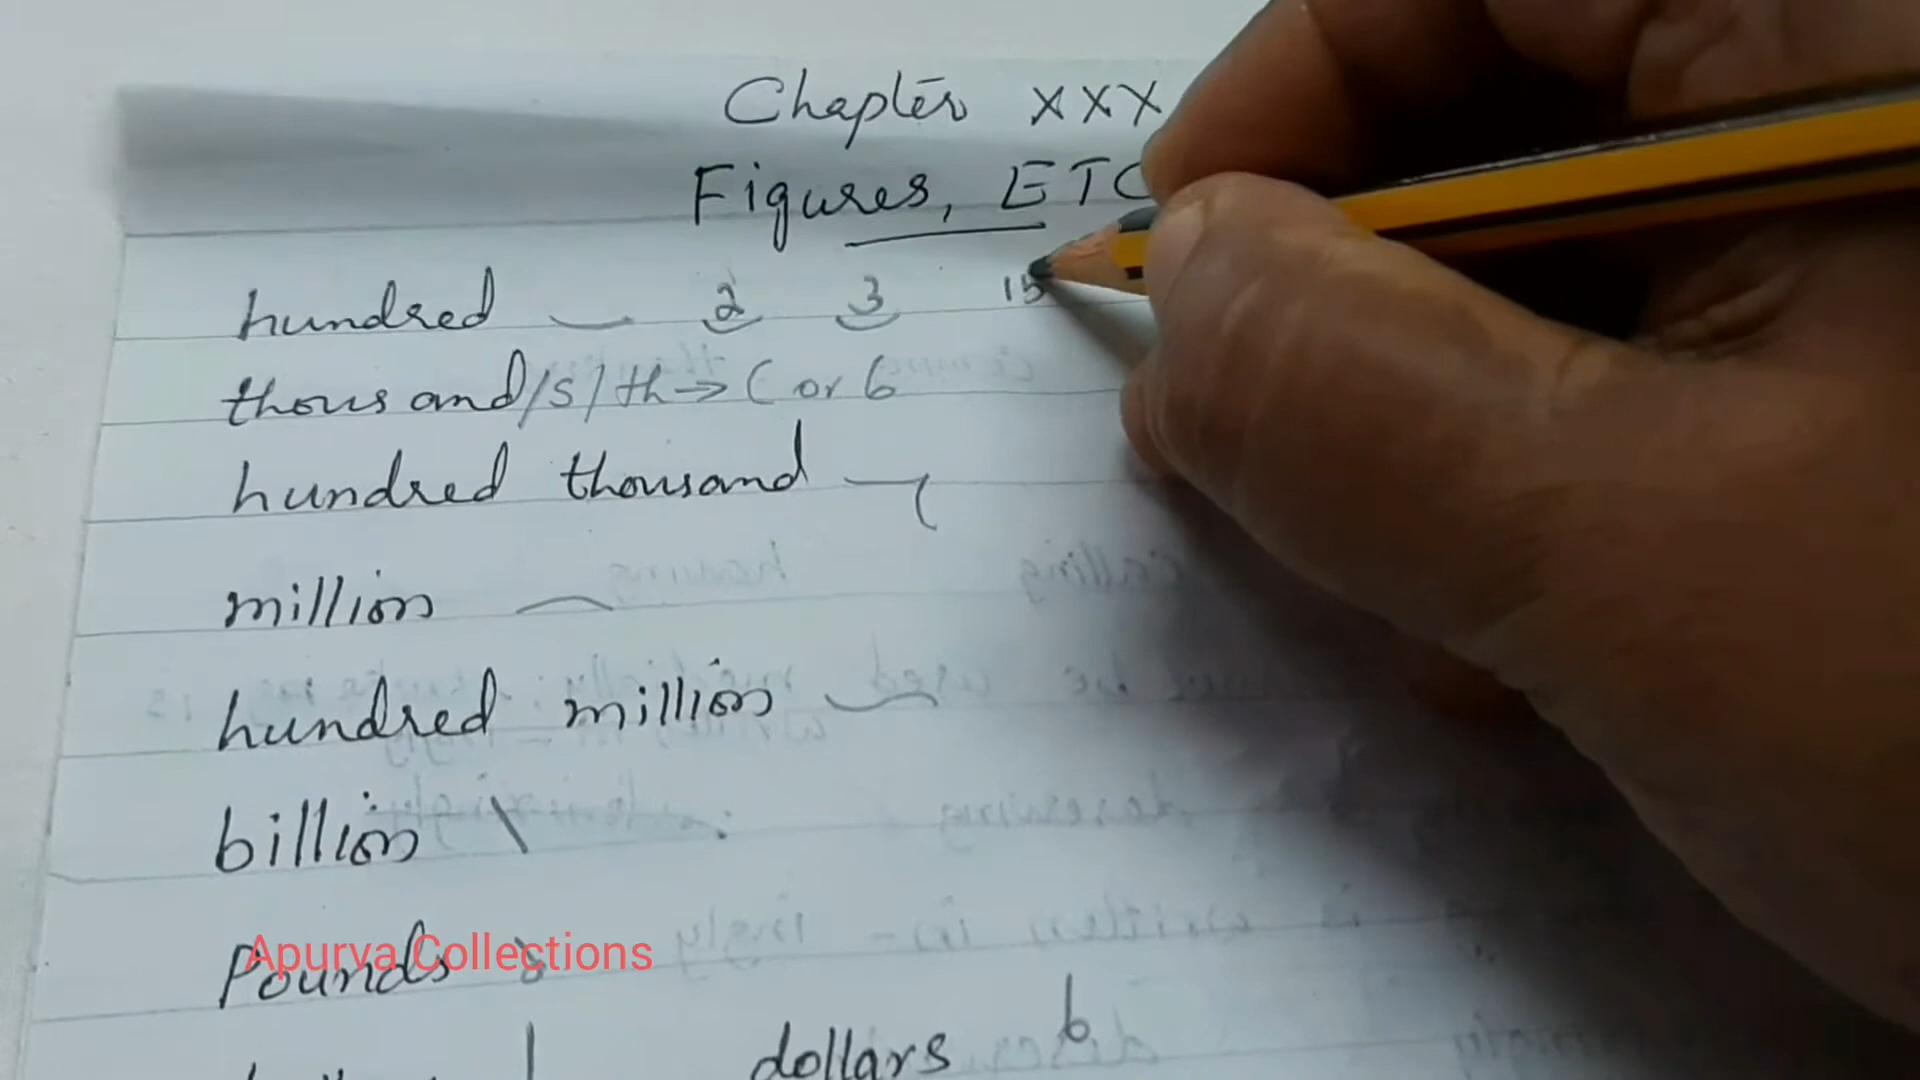 Chapter XXX
Figures, ETC
hundred 2 3 15
thousand/s/th → ( or 6
hundred thousand
million
hundred million
billion \
Pounds
Apurva Collections
dollars